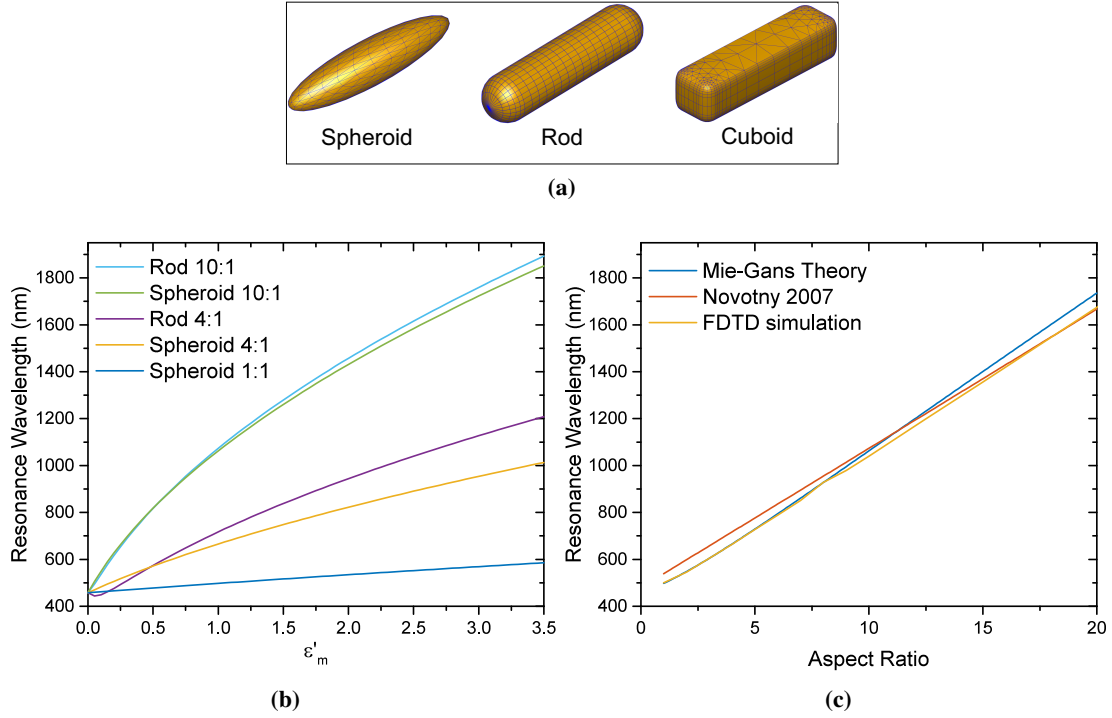 Spheroid Rod Cuboid
(a)
Rod 10:1
Spheroid 10:1
Rod 4:1
Spheroid 4:1
Spheroid 1:1
1800
1600
1400
1200
1000
800
600
400
Resonance Wavelength (nm)
0.0 0.5 1.0 1.5 2.0 2.5 3.0 3.5
ε'm
(b)
Mie-Gans Theory
Novotny 2007
FDTD simulation
1800
1600
1400
1200
1000
800
600
400
Resonance Wavelength (nm)
0 5 10 15 20
Aspect Ratio
(c)